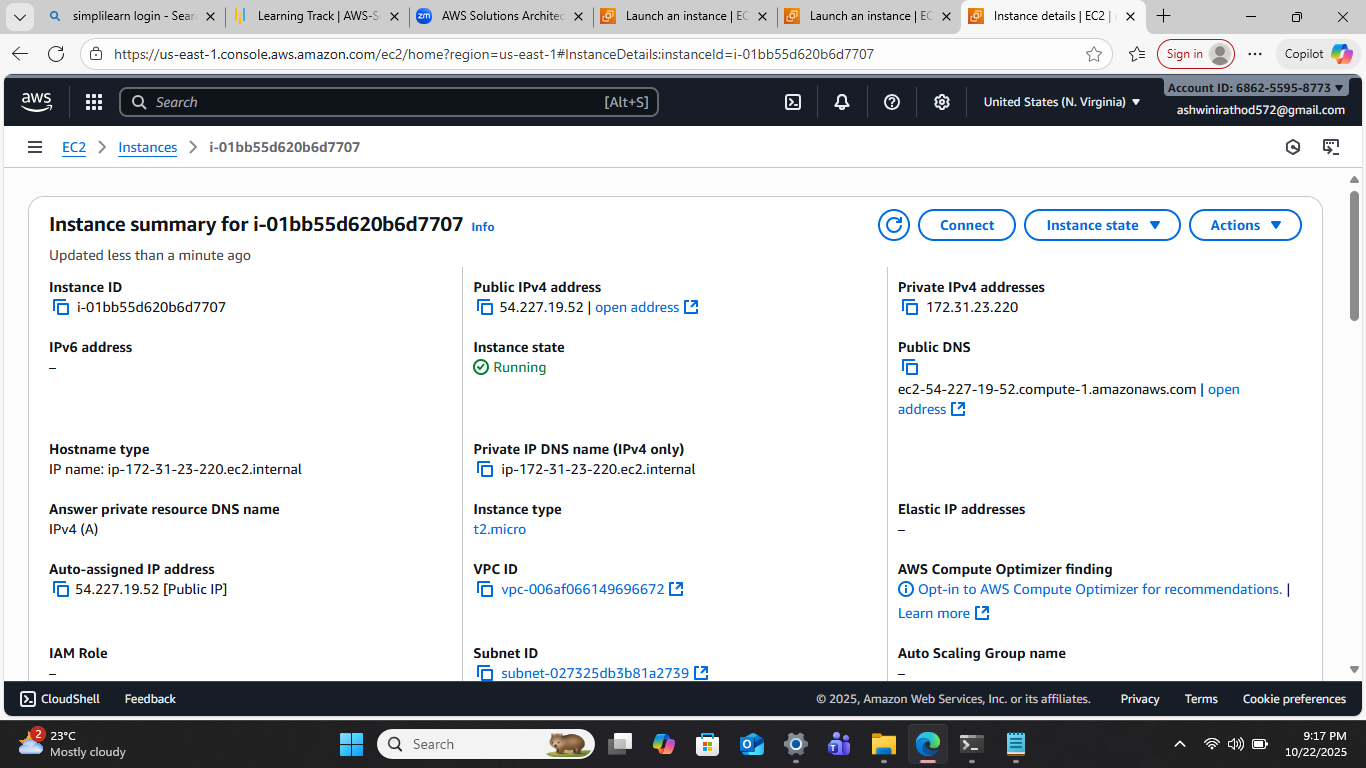 simplilearn login - Sear
Learning Track | AWS-S
AWS Solutions Architec
Launch an instance | EC
Launch an instance | EC
Instance details | EC2 |
https://us-east-1.console.aws.amazon.com/ec2/home?region=us-east-1#InstanceDetails:instanceId=i-01bb55d620b6d7707
Sign in
Copilot
aws
Search
[Alt+S]
United States (N. Virginia)
Account ID: 6862-5595-8773
ashwinirathod572@gmail.com
EC2
Instances
i-01bb55d620b6d7707
Instance summary for i-01bb55d620b6d7707 Info
Connect
Instance state
Actions
Updated less than a minute ago
Instance ID
i-01bb55d620b6d7707
Public IPv4 address
54.227.19.52 | open address
Private IPv4 addresses
172.31.23.220
IPv6 address
–
Instance state
Running
Public DNS
ec2-54-227-19-52.compute-1.amazonaws.com | open
address
Hostname type
IP name: ip-172-31-23-220.ec2.internal
Private IP DNS name (IPv4 only)
ip-172-31-23-220.ec2.internal
Answer private resource DNS name
IPv4 (A)
Instance type
t2.micro
Elastic IP addresses
–
Auto-assigned IP address
54.227.19.52 [Public IP]
VPC ID
vpc-006af066149696672
AWS Compute Optimizer finding
Opt-in to AWS Compute Optimizer for recommendations. |
Learn more
IAM Role
–
Subnet ID
subnet-027325db3b81a2739
Auto Scaling Group name
–
CloudShell
Feedback
© 2025, Amazon Web Services, Inc. or its affiliates.
Privacy
Terms
Cookie preferences
2
23°C
Mostly cloudy
Search
9:17 PM
10/22/2025